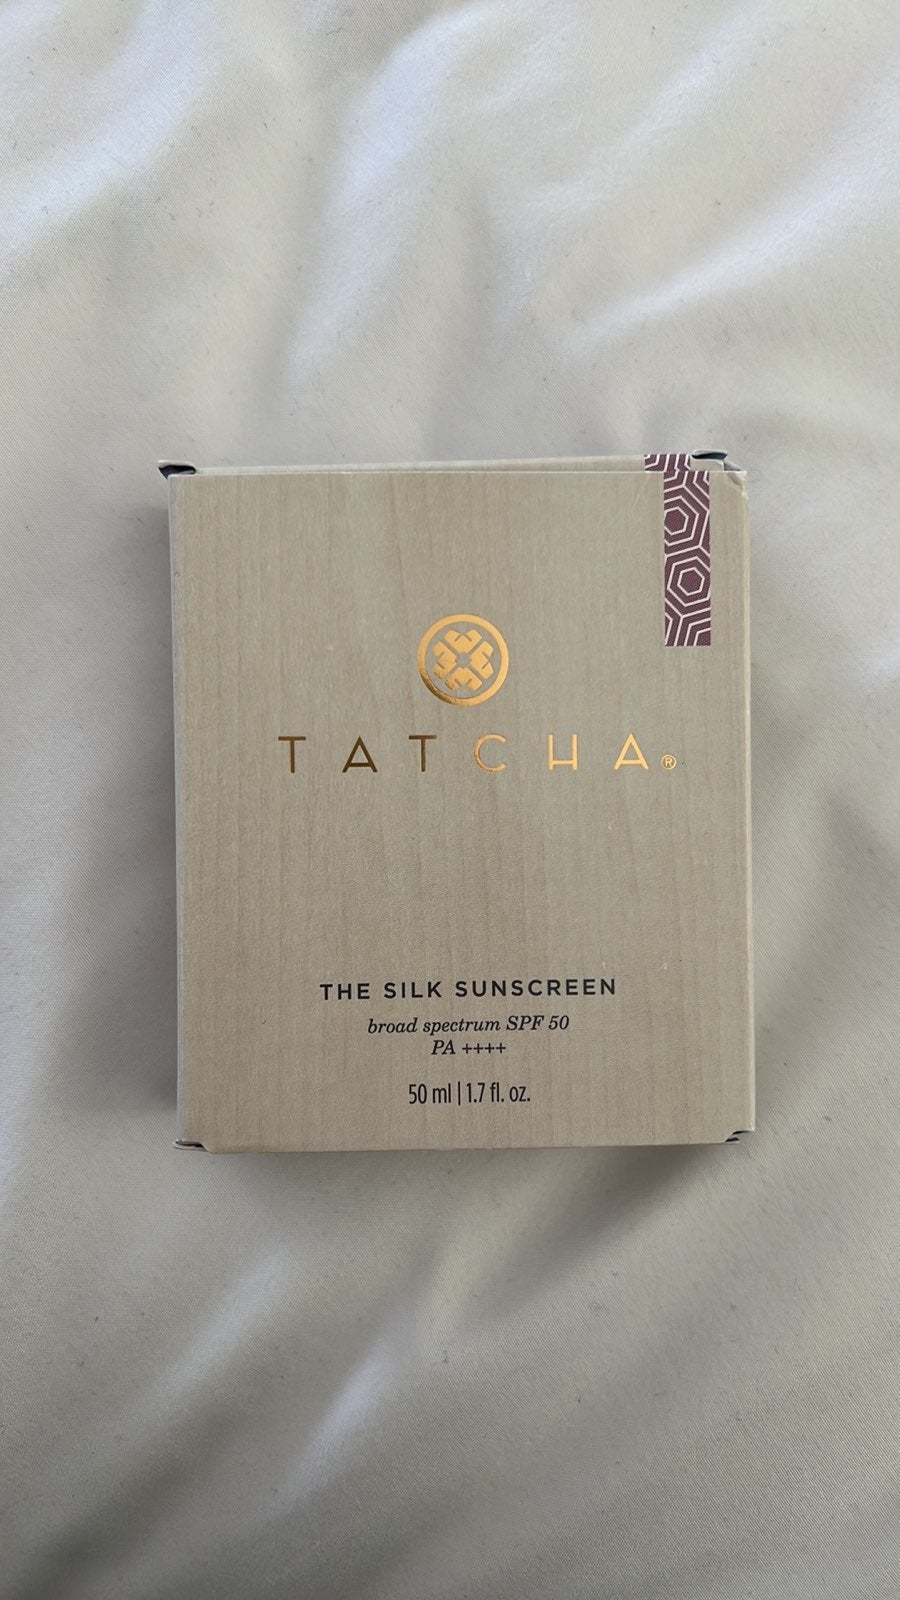 TATCHA®
THE SILK SUNSCREEN
broad spectrum SPF 50
PA ++++
50 ml | 1.7 fl. oz.